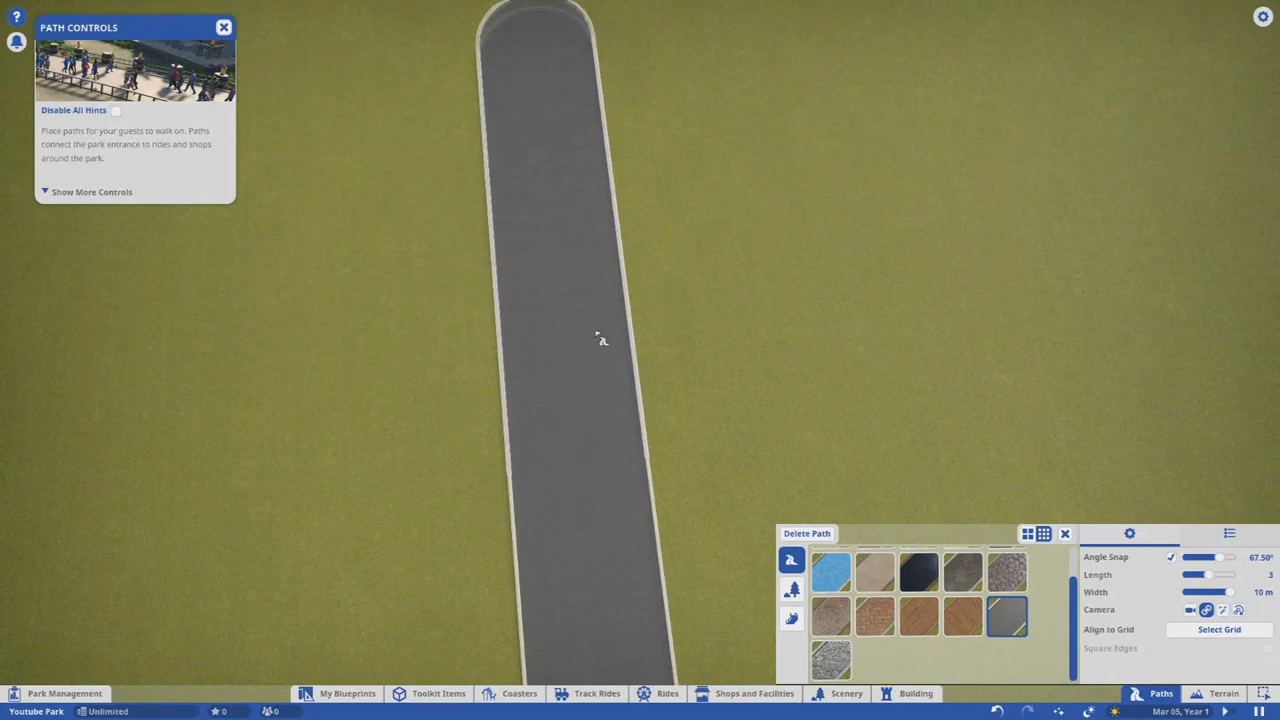 ?
PATH CONTROLS
Disable All Hints
Place paths for your guests to walk on. Paths
connect the park entrance to rides and shops
around the park.
Show More Controls
Delete Path
Angle Snap 67.50°
Length 3
Width 10 m
Camera
Align to Grid Select Grid
Square Edges
Park Management My Blueprints Toolkit Items Coasters Track Rides Rides Shops and Facilities Scenery Building Paths Terrain
Youtube Park Unlimited 0 0 Mar 05, Year 1